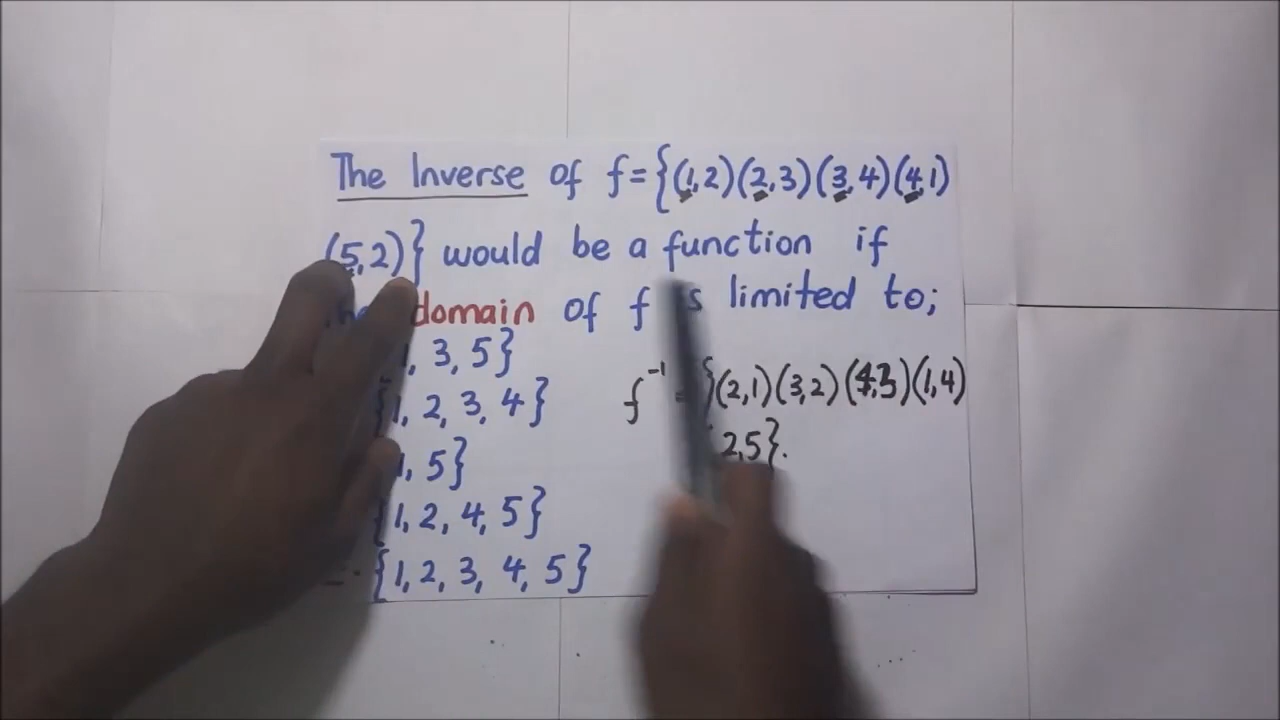 The Inverse of f={(1,2)(2,3)(3,4)(4,1)
(5,2)} would be a function if
domain of f is limited to;
, 3, 5}
{1, 2, 3, 4}
1, 5}
{1, 2, 4, 5}
{1, 2, 3, 4, 5}
f⁻¹ = {(2,1)(3,2)(4,3)(1,4)
2,5}.